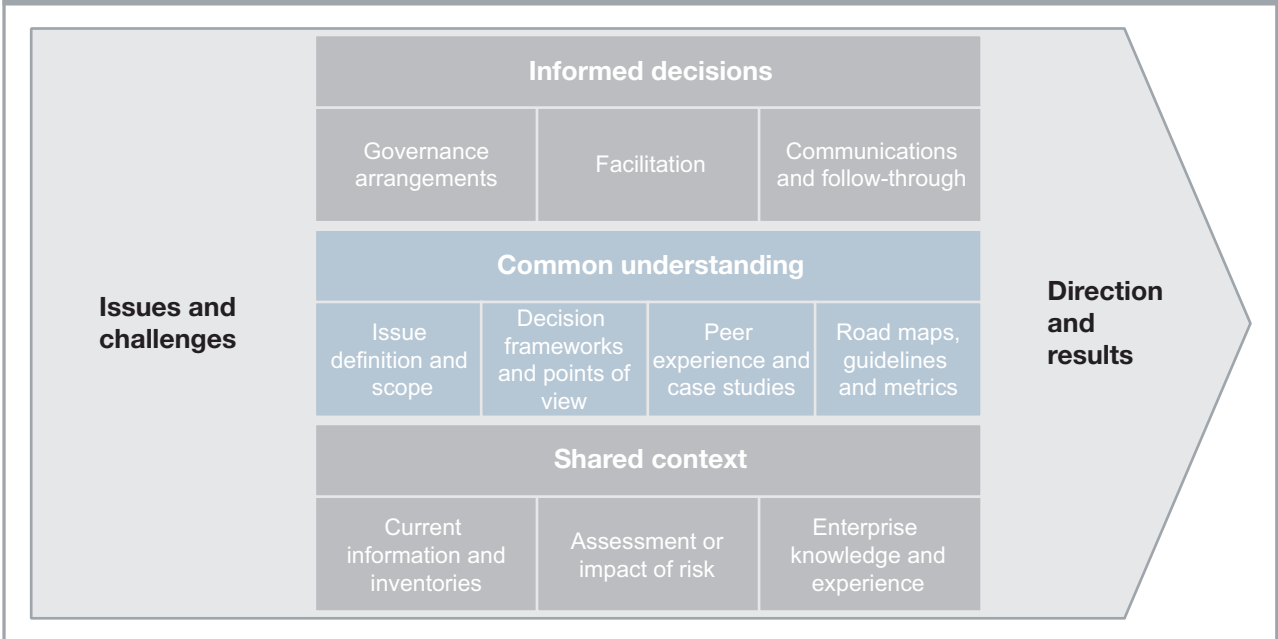 Issues and
challenges
Informed decisions
Governance
arrangements
Facilitation
Communications
and follow-through
Common understanding
Issue
definition and
scope
Decision
frameworks
and points of
view
Peer
experience and
case studies
Road maps,
guidelines
and metrics
Shared context
Current
information and
inventories
Assessment or
impact of risk
Enterprise
knowledge and
experience
Direction
and
results